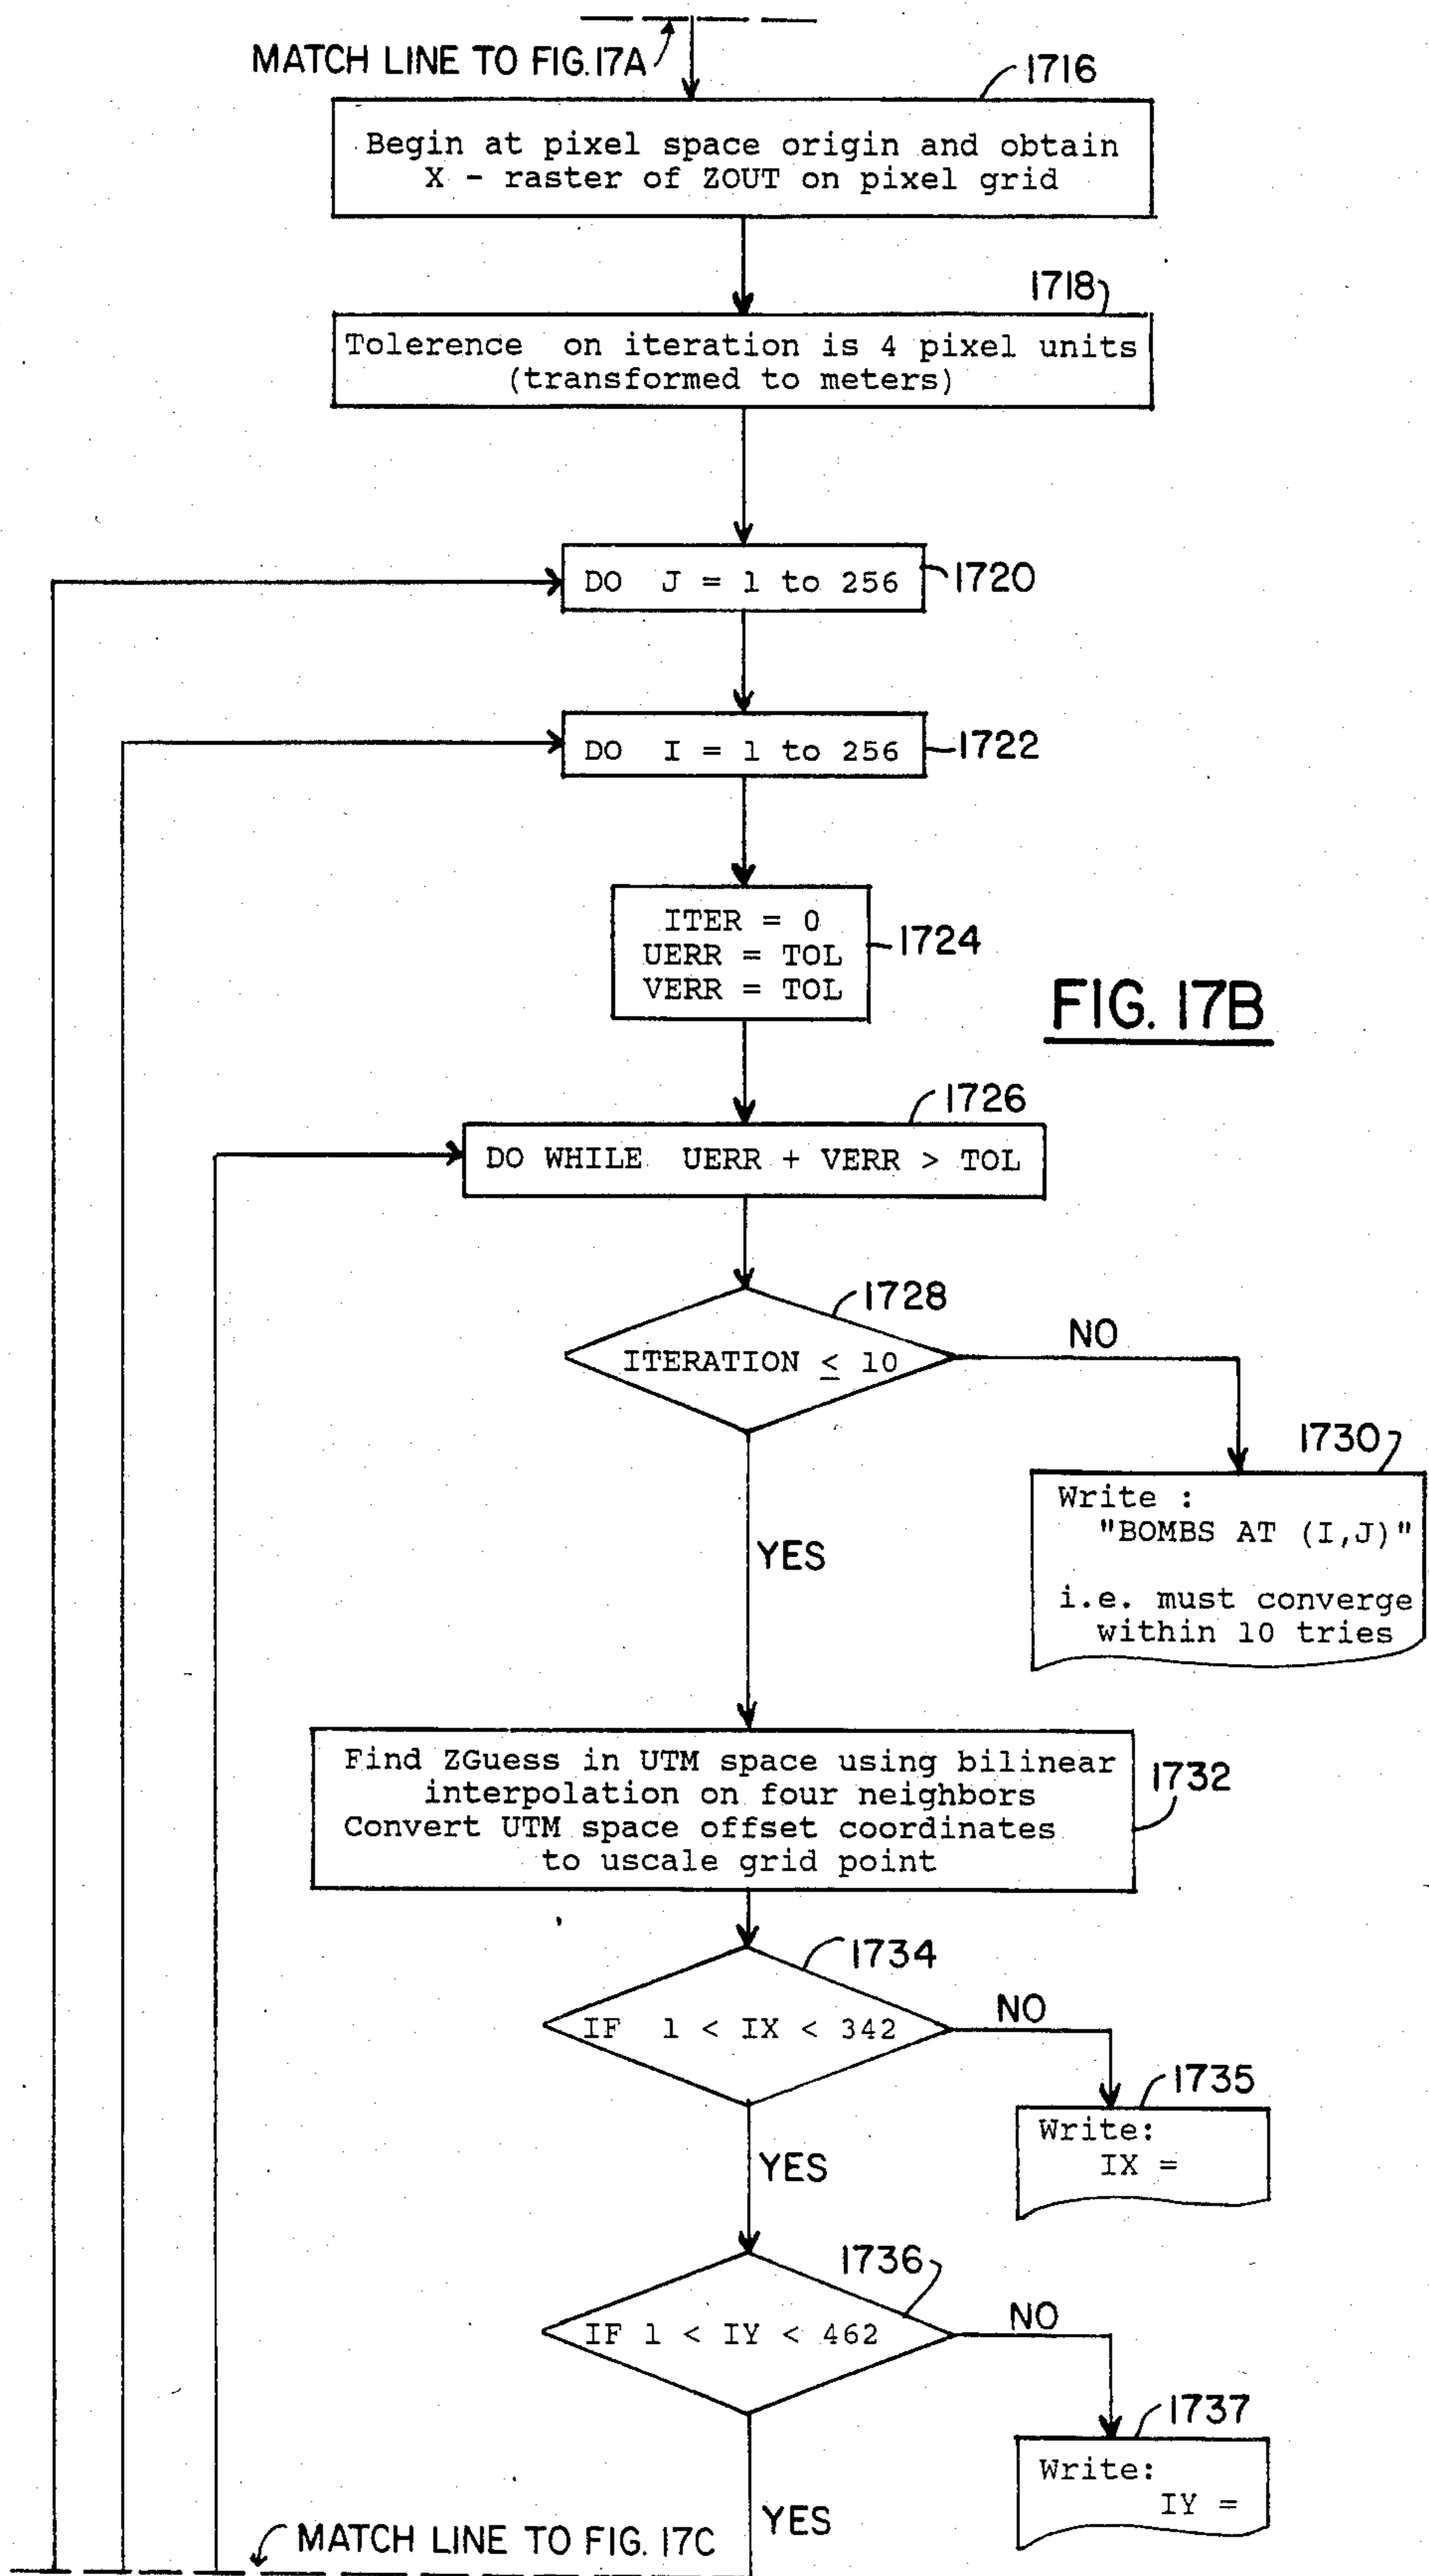 MATCH LINE TO FIG. 17A
1716
Begin at pixel space origin and obtain
X - raster of ZOUT on pixel grid
1718
Tolerence on iteration is 4 pixel units
(transformed to meters)
DO J = 1 to 256
1720
DO I = 1 to 256
1722
ITER = 0
UERR = TOL
VERR = TOL
1724
FIG. 17B
1726
DO WHILE UERR + VERR > TOL
1728
ITERATION ≤ 10
NO
1730
Write :
"BOMBS AT (I,J)"
i.e. must converge
within 10 tries
YES
Find ZGuess in UTM space using bilinear
interpolation on four neighbors
Convert UTM space offset coordinates
to uscale grid point
1732
1734
IF 1 < IX < 342
NO
1735
Write:
IX =
YES
1736
IF 1 < IY < 462
NO
1737
Write:
IY =
YES
MATCH LINE TO FIG. 17C